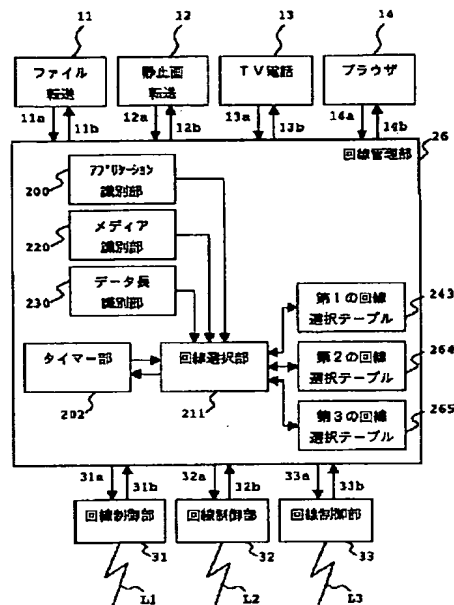 11
12
13
14
ファイル
転送
静止画
転送
TV電話
ブラウザ
11a
11b
12a
12b
13a
13b
14a
14b
26
回線管理部
アプリケーション
識別部
200
メディア
識別部
220
データ長
識別部
230
第1の回線
選択テーブル
243
タイマー部
202
回線選択部
211
第2の回線
選択テーブル
264
第3の回線
選択テーブル
265
31a
31b
32a
32b
33a
33b
回線制御部
回線制御部
回線制御部
31
32
33
L1
L2
L3